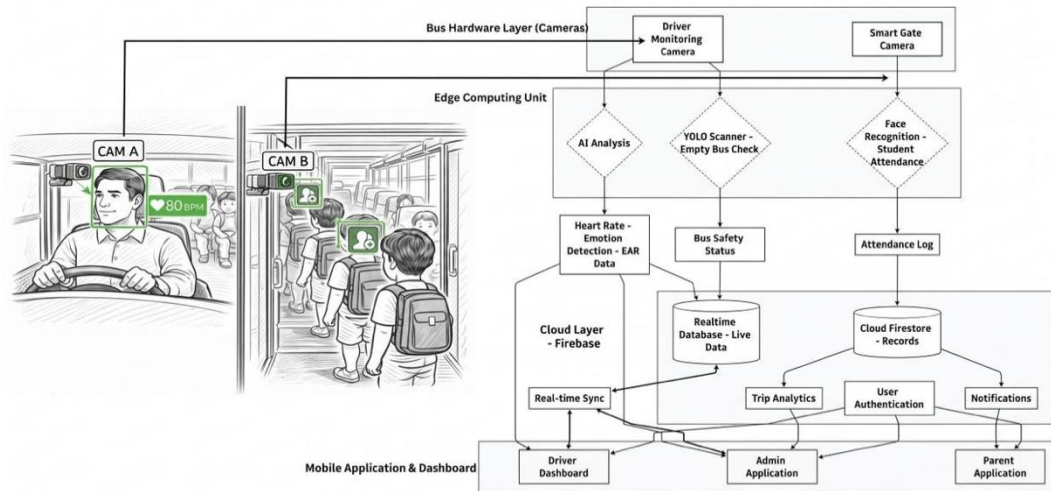 Bus Hardware Layer (Cameras)
Driver
Monitoring
Camera
Smart Gate
Camera
Edge Computing Unit
CAM A
80 BPM
CAM B
AI Analysis
YOLO Scanner -
Empty Bus Check
Face
Recognition -
Student
Attendance
Heart Rate -
Emotion
Detection - EAR
Data
Bus Safety
Status
Attendance Log
Cloud Layer
- Firebase
Realtime
Database - Live
Data
Cloud Firestore
- Records
Real-time Sync
Trip Analytics
User
Authentication
Notifications
Mobile Application & Dashboard
Driver
Dashboard
Admin
Application
Parent
Application